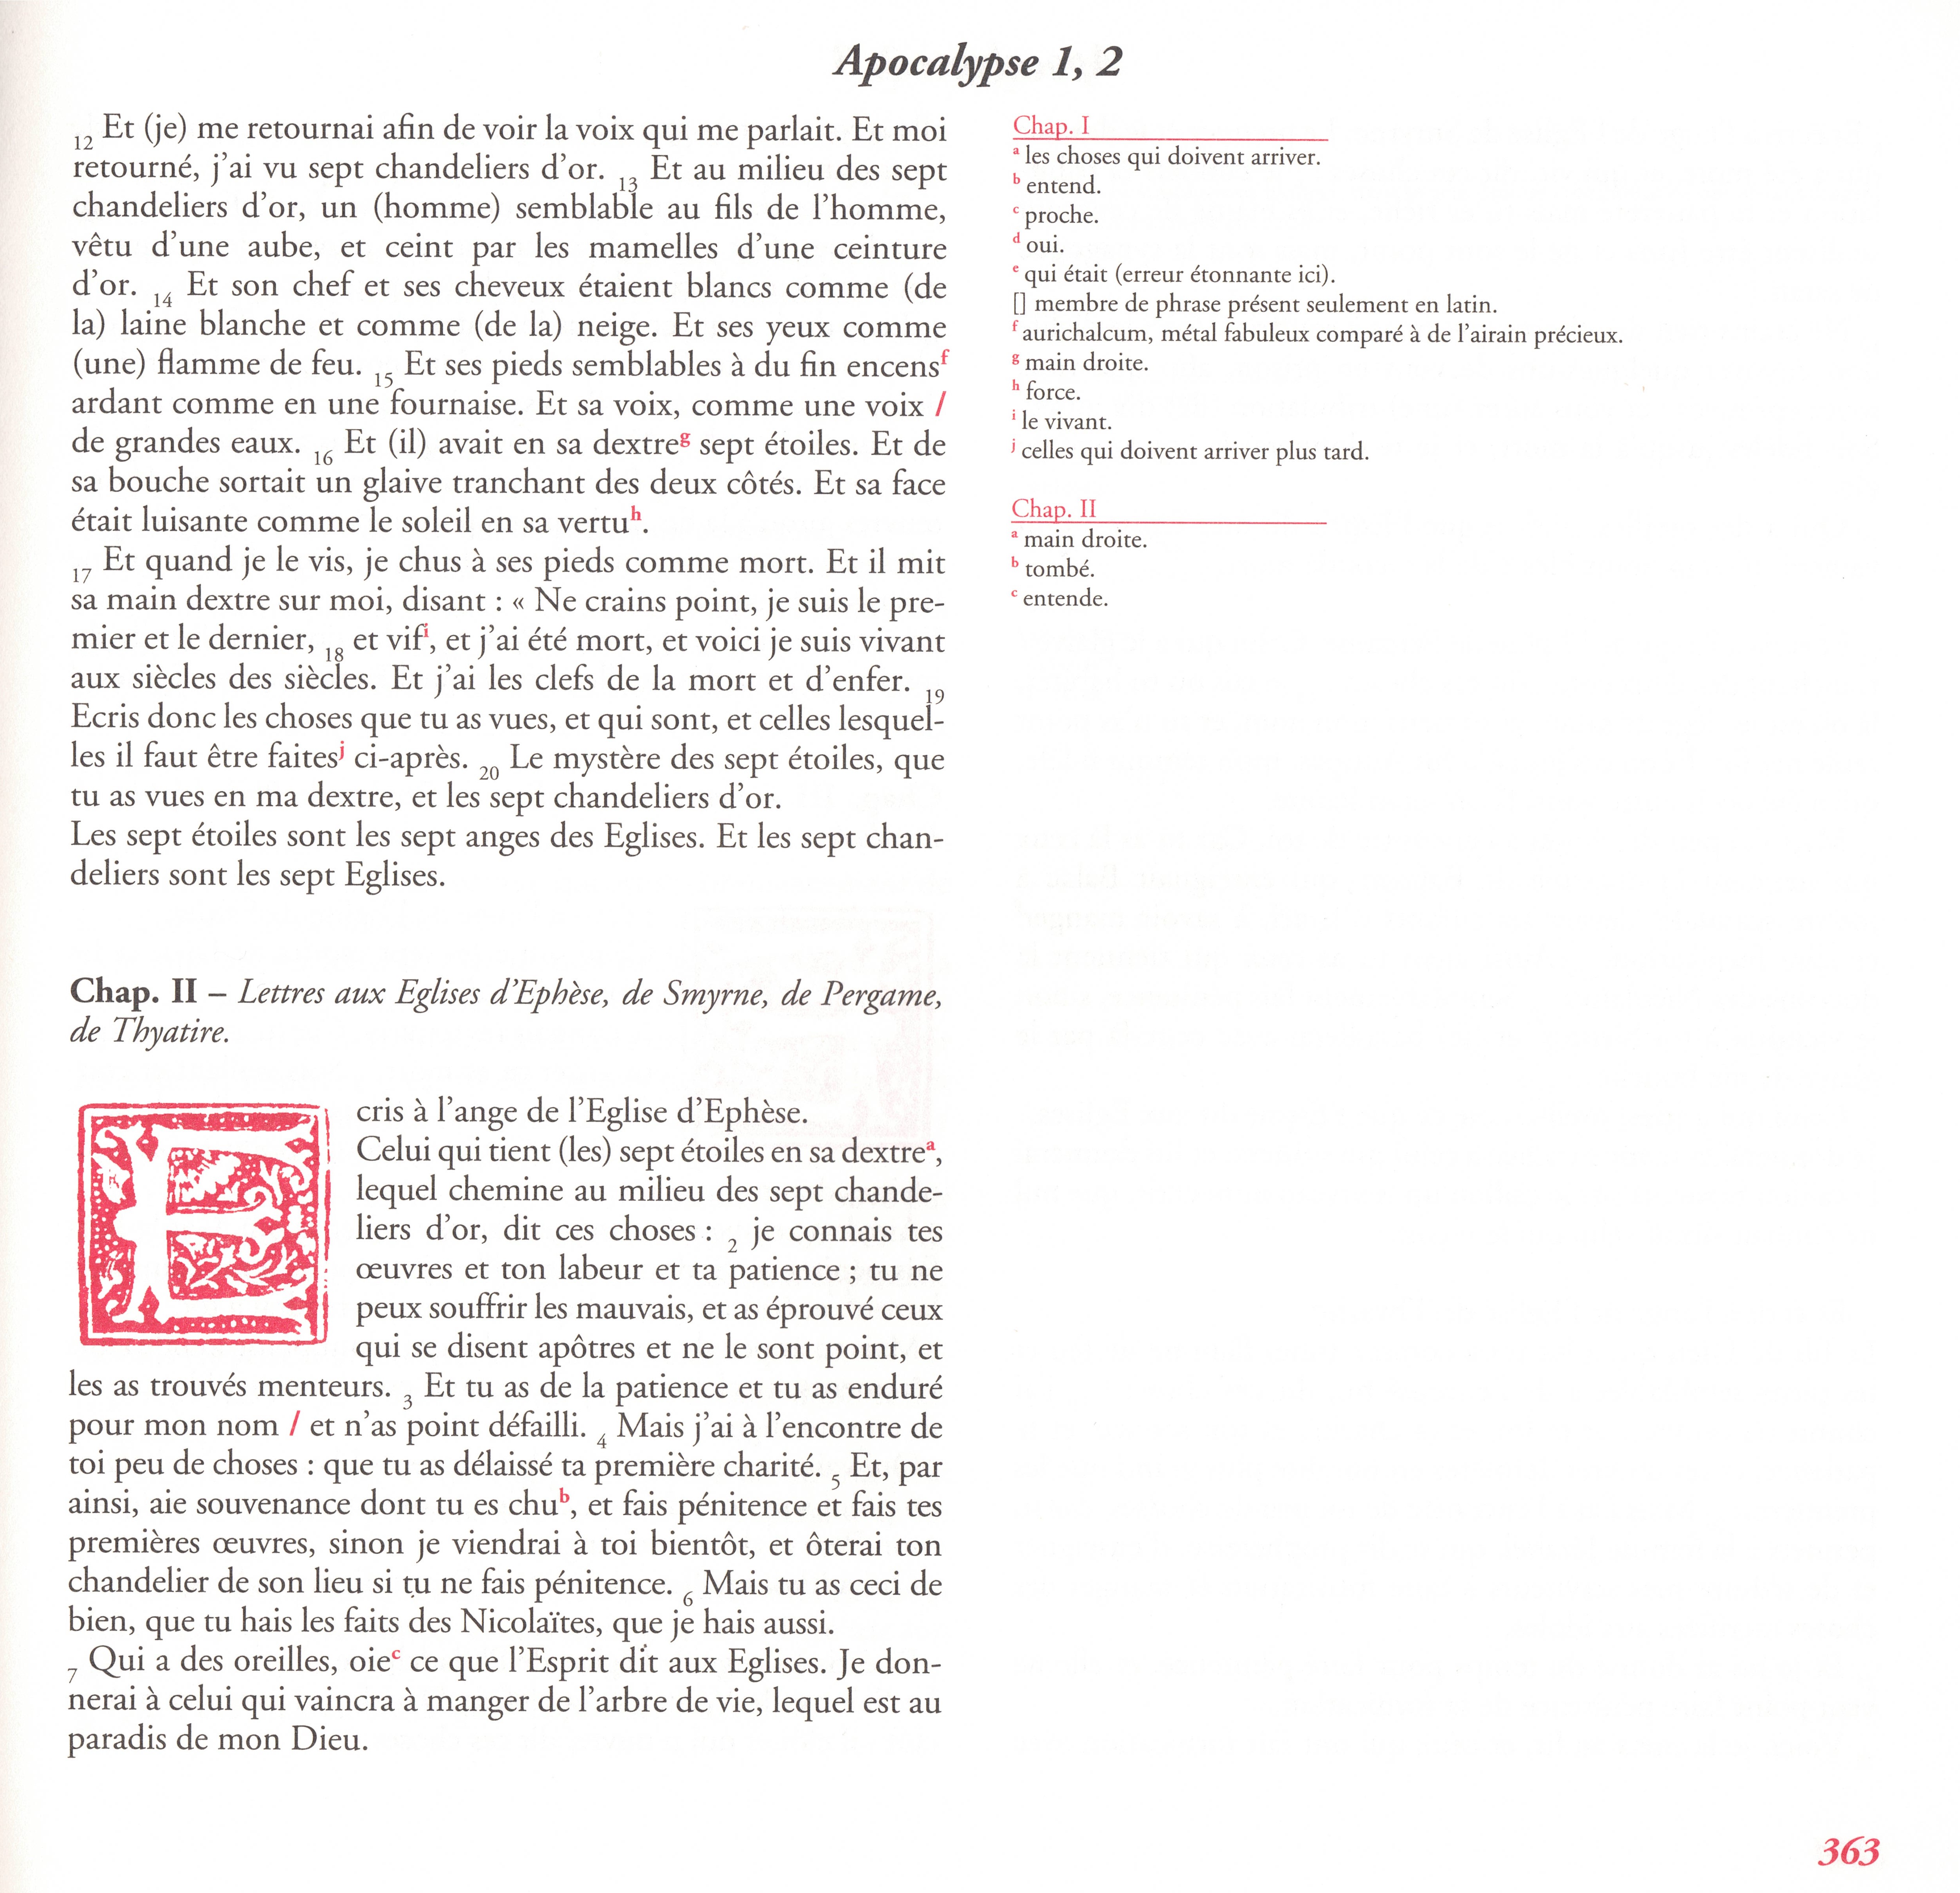 Apocalypse 1, 2
12 Et (je) me retournai afin de voir la voix qui me parlait. Et moi
retourné, j'ai vu sept chandeliers d'or. 13 Et au milieu des sept
chandeliers d'or, un (homme) semblable au fils de l'homme,
vêtu d'une aube, et ceint par les mamelles d'une ceinture
d'or. 14 Et son chef et ses cheveux étaient blancs comme (de
la) laine blanche et comme (de la) neige. Et ses yeux comme
(une) flamme de feu. 15 Et ses pieds semblables à du fin encens f
ardant comme en une fournaise. Et sa voix, comme une voix /
de grandes eaux. 16 Et (il) avait en sa dextre g sept étoiles. Et de
sa bouche sortait un glaive tranchant des deux côtés. Et sa face
était luisante comme le soleil en sa vertu h.
17 Et quand je le vis, je chus à ses pieds comme mort. Et il mit
sa main dextre sur moi, disant : « Ne crains point, je suis le pre-
mier et le dernier, 18 et vif i, et j'ai été mort, et voici je suis vivant
aux siècles des siècles. Et j'ai les clefs de la mort et d'enfer. 19
Ecris donc les choses que tu as vues, et qui sont, et celles lesquel-
les il faut être faites j ci-après. 20 Le mystère des sept étoiles, que
tu as vues en ma dextre, et les sept chandeliers d'or.
Les sept étoiles sont les sept anges des Eglises. Et les sept chan-
deliers sont les sept Eglises.
Chap. II – Lettres aux Eglises d'Ephèse, de Smyrne, de Pergame,
de Thyatire.
Ecris à l'ange de l'Eglise d'Ephèse.
Celui qui tient (les) sept étoiles en sa dextre a,
lequel chemine au milieu des sept chande-
liers d'or, dit ces choses : 2 je connais tes
œuvres et ton labeur et ta patience ; tu ne
peux souffrir les mauvais, et as éprouvé ceux
qui se disent apôtres et ne le sont point, et
les as trouvés menteurs. 3 Et tu as de la patience et tu as enduré
pour mon nom / et n'as point défailli. 4 Mais j'ai à l'encontre de
toi peu de choses : que tu as délaissé ta première charité. 5 Et, par
ainsi, aie souvenance dont tu es chu b, et fais pénitence et fais tes
premières œuvres, sinon je viendrai à toi bientôt, et ôterai ton
chandelier de son lieu si tu ne fais pénitence. 6 Mais tu as ceci de
bien, que tu hais les faits des Nicolaïtes, que je hais aussi.
7 Qui a des oreilles, oie c ce que l'Esprit dit aux Eglises. Je don-
nerai à celui qui vaincra à manger de l'arbre de vie, lequel est au
paradis de mon Dieu.
Chap. I
a les choses qui doivent arriver.
b entend.
c proche.
d oui.
e qui était (erreur étonnante ici).
[] membre de phrase présent seulement en latin.
f aurichalcum, métal fabuleux comparé à de l'airain précieux.
g main droite.
h force.
i le vivant.
j celles qui doivent arriver plus tard.
Chap. II
a main droite.
b tombé.
c entende.
363